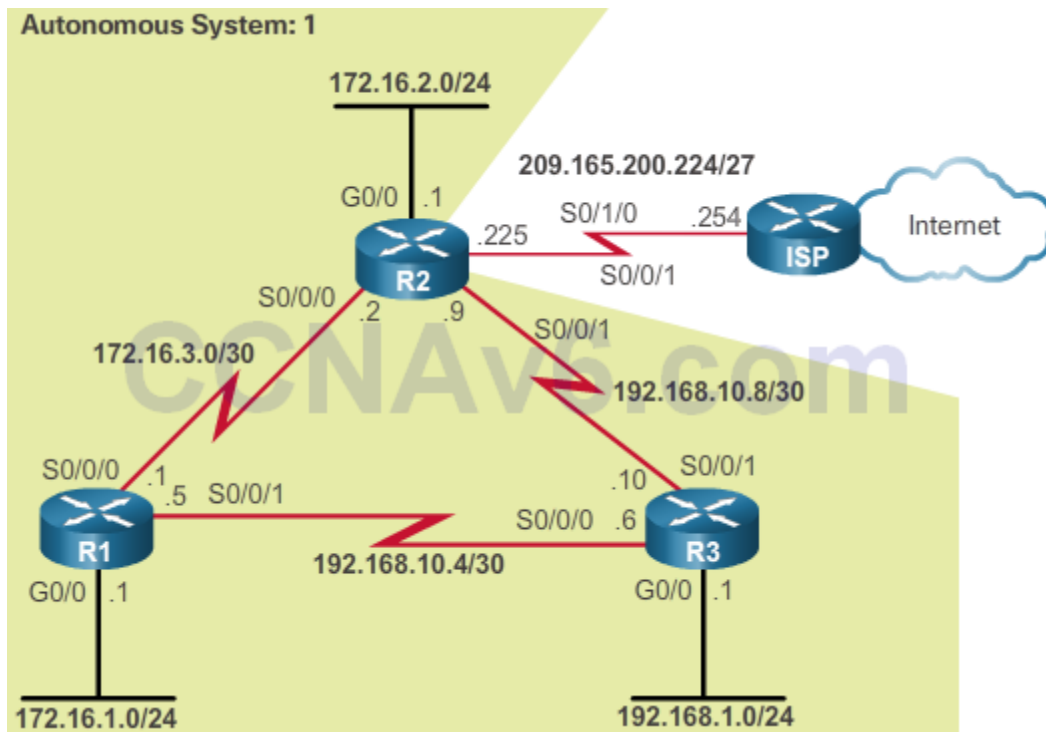 Autonomous System: 1
172.16.2.0/24
209.165.200.224/27
G0/0 .1
S0/1/0 .254
Internet
.225
ISP
R2
S0/0/1
S0/0/0 .2 .9 S0/0/1
CCNAv6.com
172.16.3.0/30
192.168.10.8/30
S0/0/0 .1
.5 S0/0/1
.10 S0/0/1
S0/0/0 .6
R1
R3
192.168.10.4/30
G0/0 .1
G0/0 .1
172.16.1.0/24
192.168.1.0/24